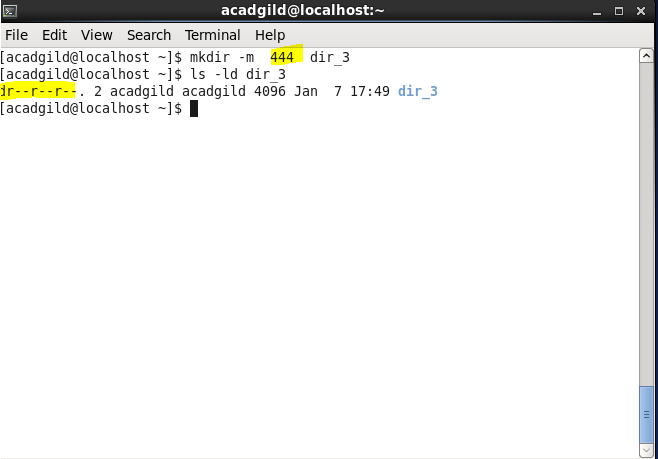 acadgild@localhost:~
File Edit View Search Terminal Help
[acadgild@localhost ~]$ mkdir -m  444  dir_3
[acadgild@localhost ~]$ ls -ld dir_3
dr--r--r--. 2 acadgild acadgild 4096 Jan  7 17:49 dir_3
[acadgild@localhost ~]$